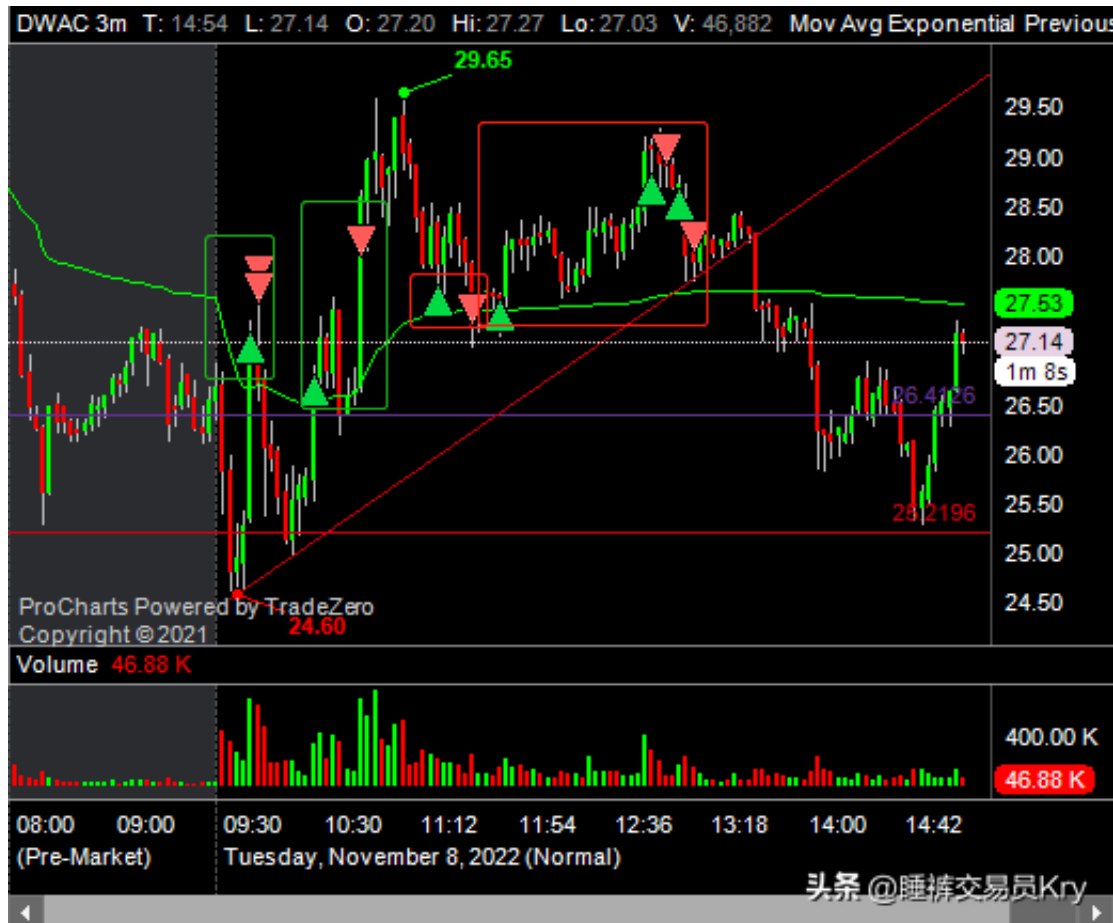 DWAC 3m T: 14:54 L: 27.14 O: 27.20 Hi: 27.27 Lo: 27.03 V: 46,882 Mov Avg Exponential Previous
29.65
29.50
29.00
28.50
28.00
27.53
27.14
1m 8s
26.4126
26.50
26.00
25.50
25.2196
25.00
24.50
ProCharts Powered by TradeZero
24.60
Copyright © 2021
Volume 46.88 K
400.00 K
46.88 K
08:00 09:00 09:30 10:30 11:12 11:54 12:36 13:18 14:00 14:42
(Pre-Market) Tuesday, November 8, 2022 (Normal)
头条 @睡裤交易员Kry